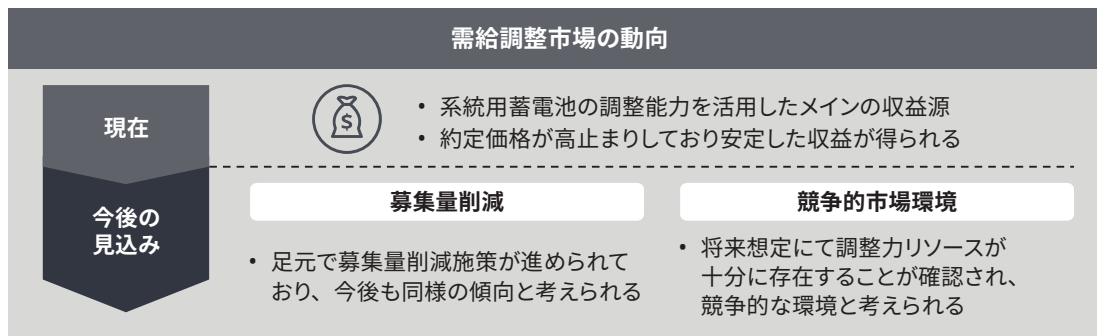 需給調整市場の動向
現在
• 系統用蓄電池の調整能力を活用したメインの収益源
• 約定価格が高止まりしており安定した収益が得られる
今後の
見込み
募集量削減
• 足元で募集量削減施策が進められて
おり、今後も同様の傾向と考えられる
競争的市場環境
• 将来想定にて調整力リソースが
十分に存在することが確認され、
競争的な環境と考えられる
$